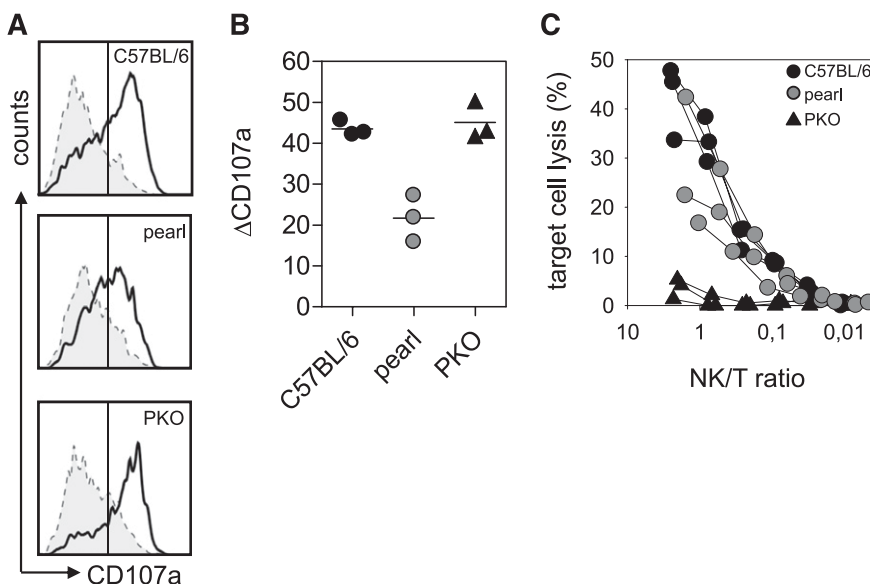 A
C57BL/6
counts
pearl
PKO
CD107a
B
60
50
40
30
20
10
0
ΔCD107a
C57BL/6
pearl
PKO
C
50
40
30
20
10
0
target cell lysis (%)
C57BL/6
pearl
PKO
10 1 0,1 0,01
NK/T ratio